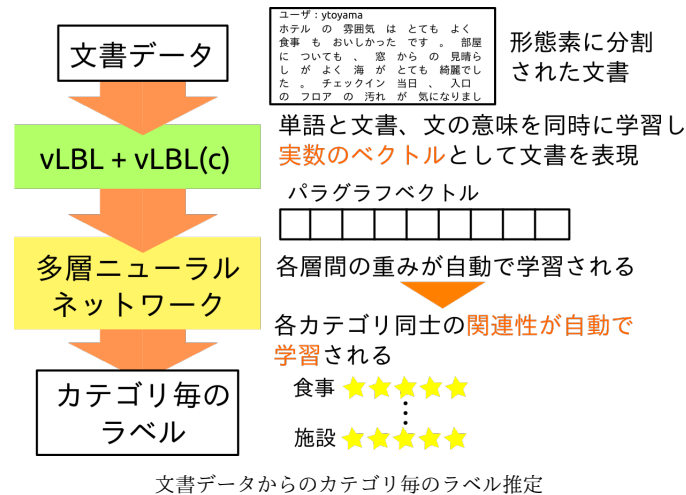 文書データ
ユーザ：ytoyama
ホテル の 雰囲気 は とても よく
食事 も おいしかった です 。 部屋
に ついても 、 窓 から の 見晴ら
し が よく 海 が とても 綺麗でし
た 。 チェックイン 当日 、 入口
の フロア の 汚れ が 気になりまし
形態素に分割
された文書
vLBL + vLBL(c)
単語と文書、文の意味を同時に学習し
実数のベクトルとして文書を表現
パラグラフベクトル
多層ニューラル
ネットワーク
各層間の重みが自動で学習される
各カテゴリ同士の関連性が自動で
学習される
カテゴリ毎の
ラベル
食事
施設
文書データからのカテゴリ毎のラベル推定